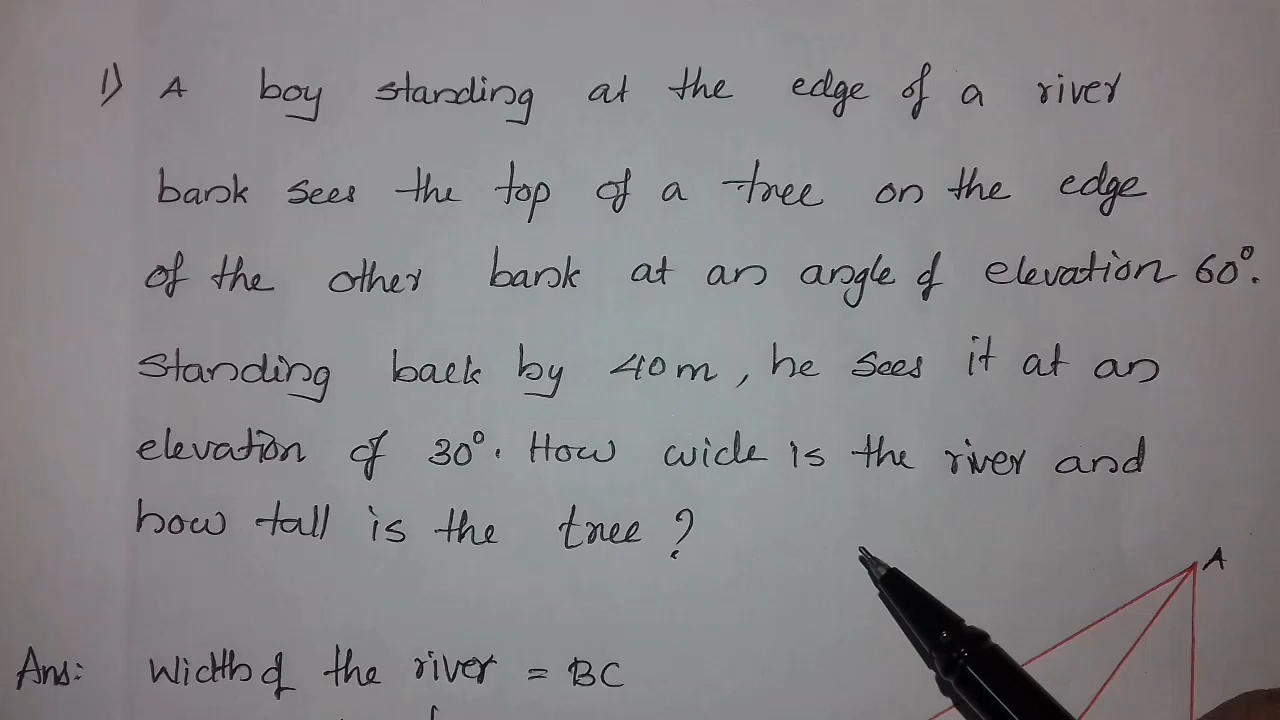 1) A boy standing at the edge of a river
bank sees the top of a tree on the edge
of the other bank at an angle of elevation 60°.
Standing back by 40m, he sees it at an
elevation of 30°. How wide is the river and
how tall is the tree?
A
Ans: Width of the river = BC